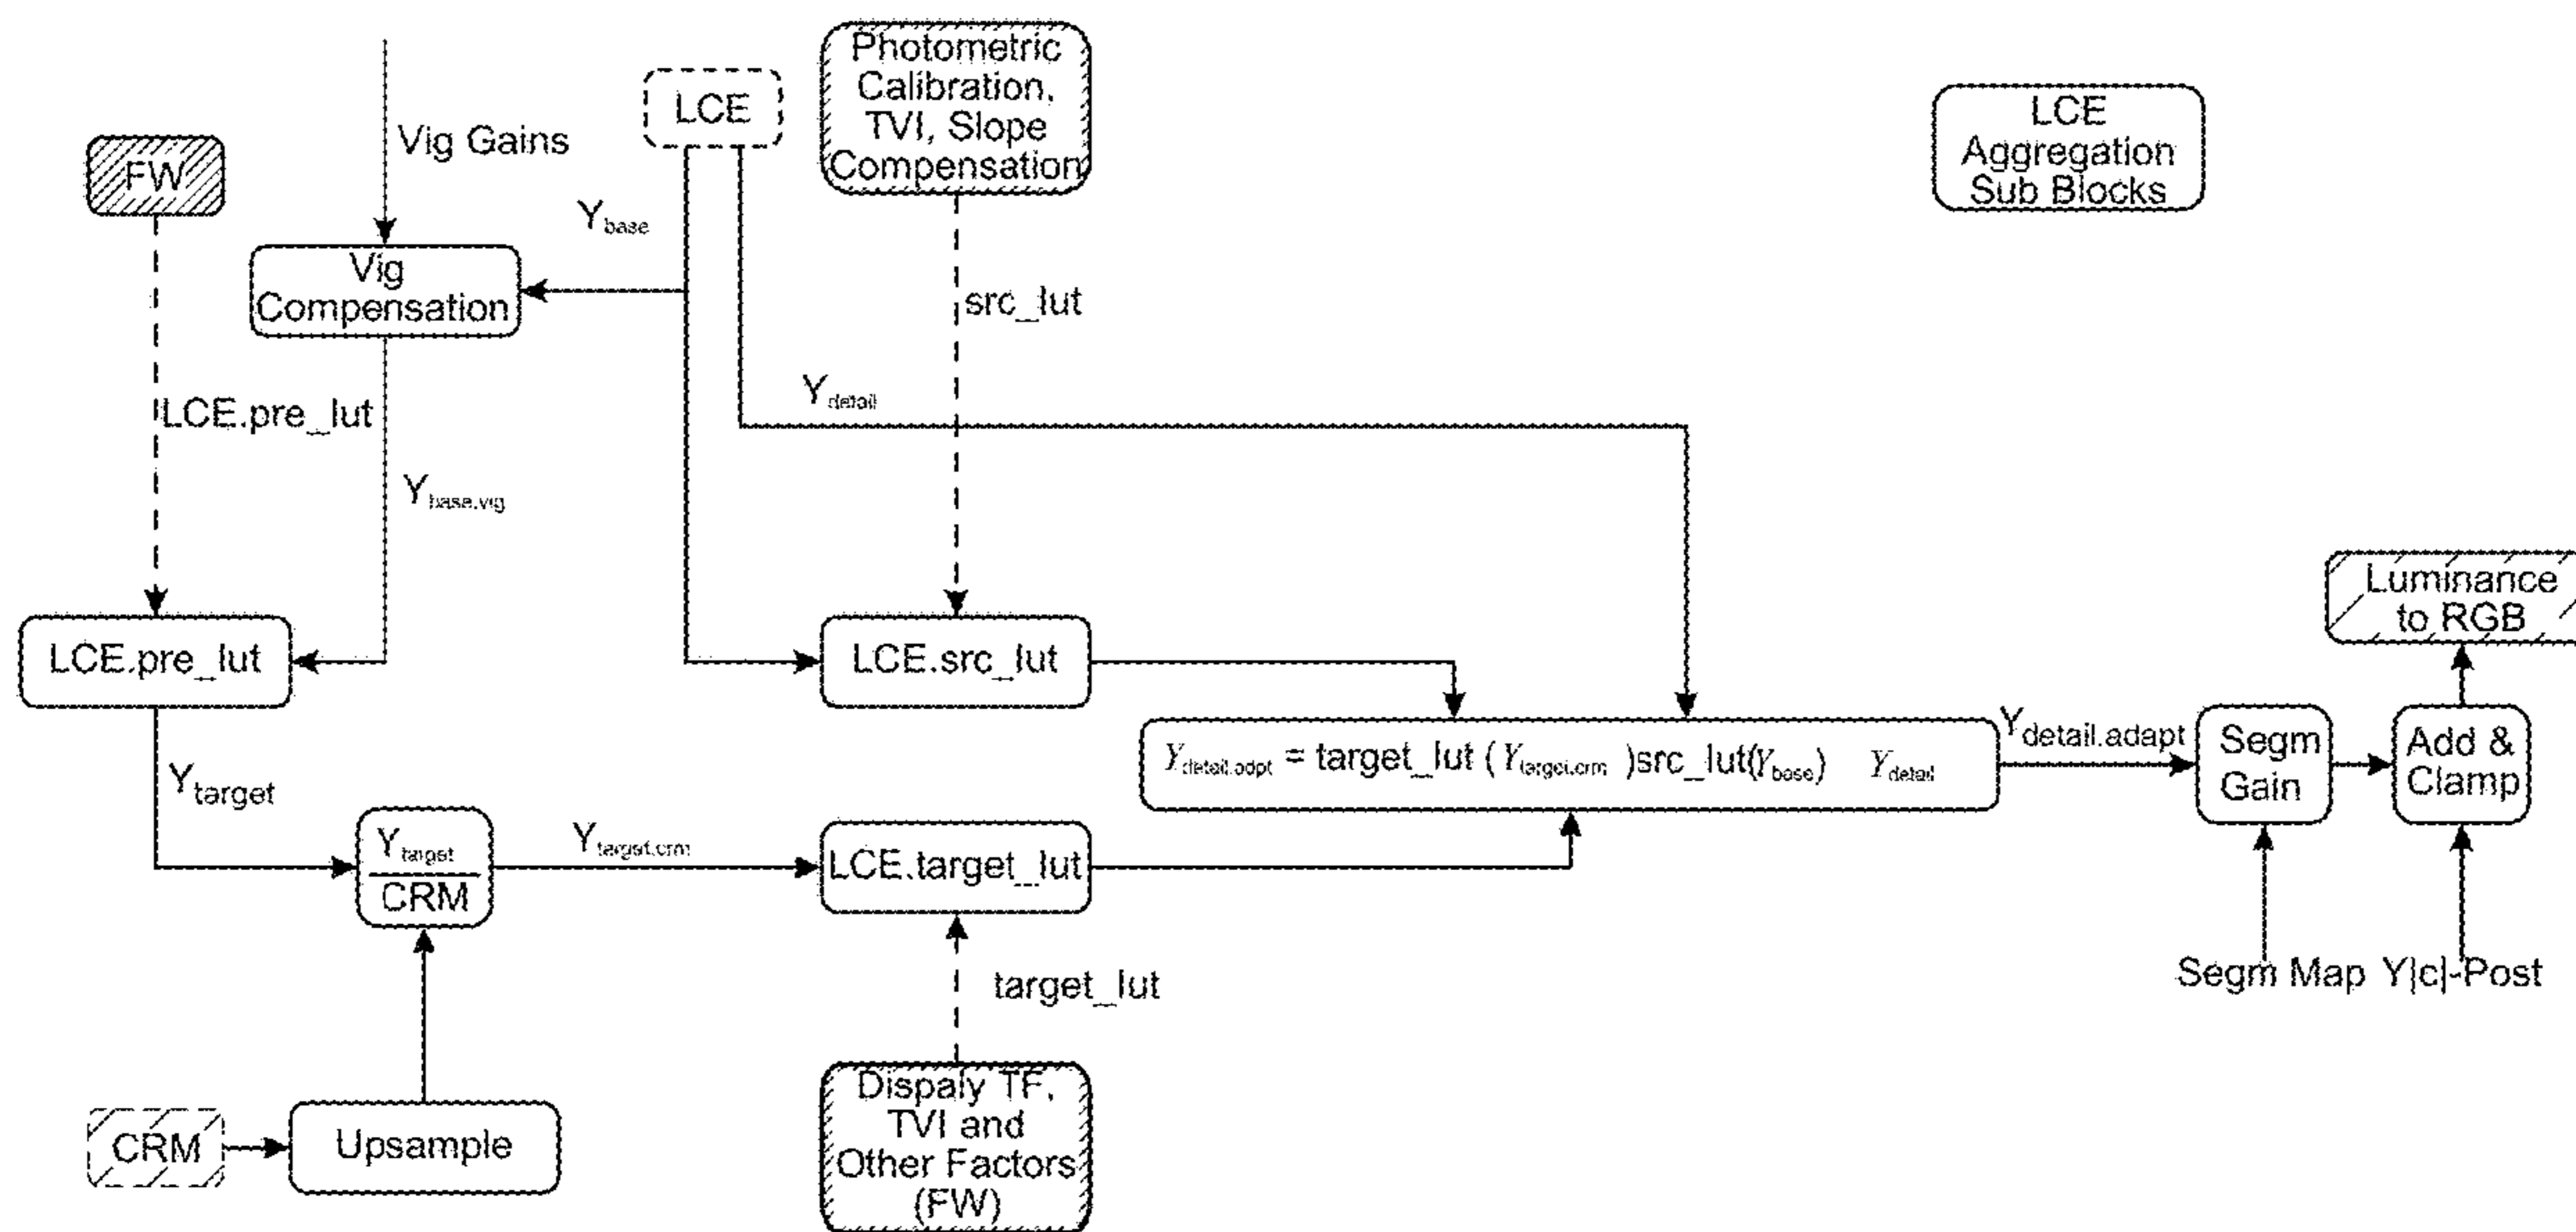 Photometric
Calibration,
TVI, Slope
Compensation
LCE
LCE
Aggregation
Sub Blocks
Vig Gains
FW
Ybase
Vig
Compensation
src_lut
Ydetail
LCE.pre_lut
Ybase.vig
Luminance
to RGB
LCE.pre_lut
LCE.src_lut
Ydetail.adpt = target_lut (Ytarget.crm )src_lut(Ybase) Ydetail
Ydetail.adapt
Segm
Gain
Add &
Clamp
Ytarget
Ytarget
CRM
Ytarget.crm
LCE.target_lut
Segm Map
Y|c|-Post
target_lut
CRM
Upsample
Dispaly TF,
TVI and
Other Factors
(FW)